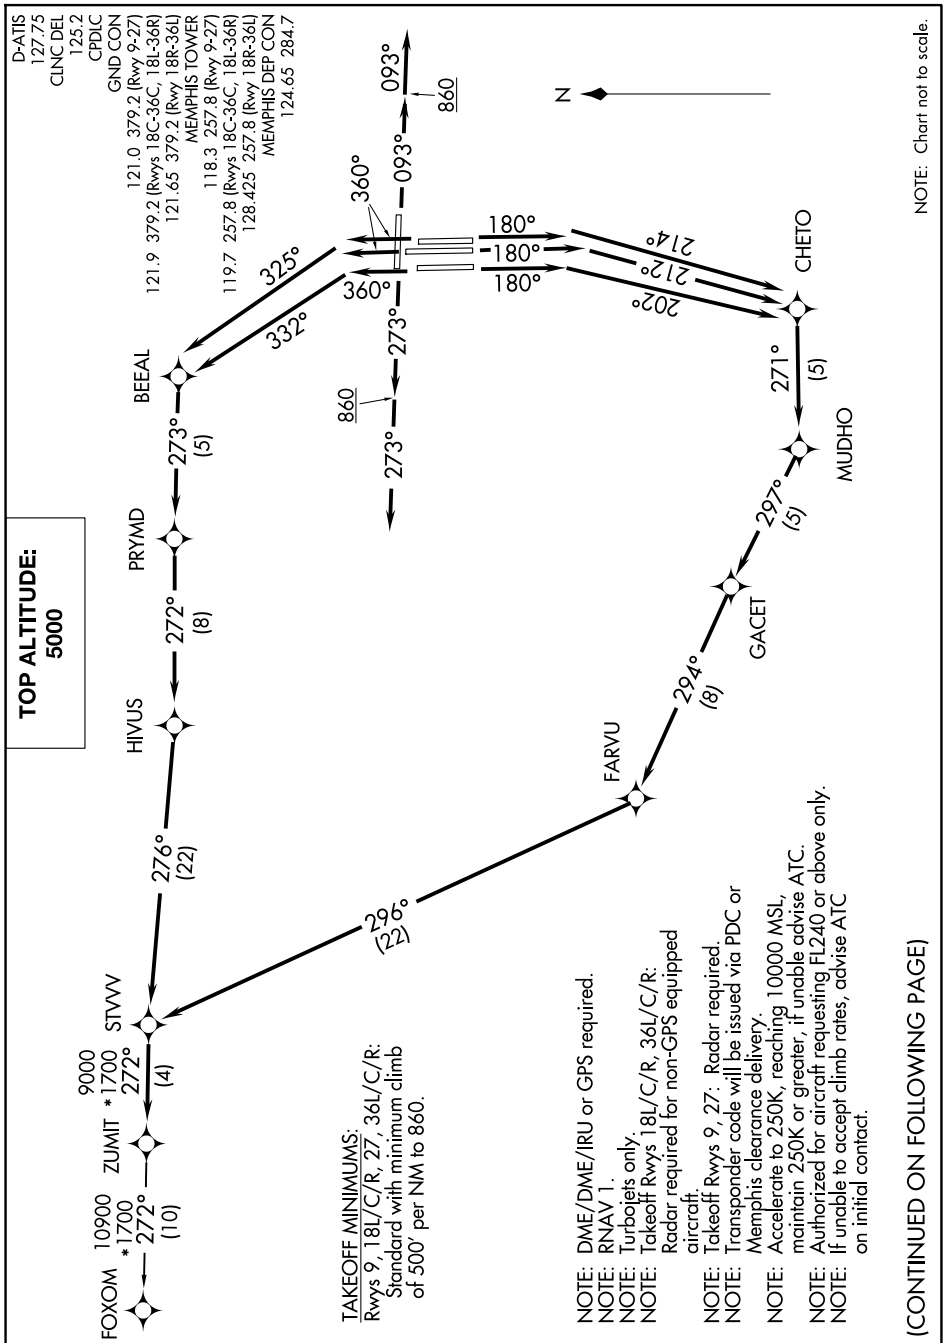 D-ATIS
127.75
CLNC DEL
125.2
CPDLC
GND CON
121.0 379.2 (Rwy 9-27)
121.9 379.2 (Rwys 18C-36C, 18L-36R)
121.65 379.2 (Rwy 18R-36L)
MEMPHIS TOWER
118.3 257.8 (Rwy 9-27)
119.7 257.8 (Rwys 18C-36C, 18L-36R)
128.425 257.8 (Rwy 18R-36L)
MEMPHIS DEP CON
124.65 284.7
TOP ALTITUDE:
5000
FOXOM
10900
*1700
272°
(10)
ZUMIT
9000
*1700
272°
(4)
STVVV
276°
(22)
HIVUS
272°
(8)
PRYMD
273°
(5)
BEEAL
325°
332°
360°
360°
273°
860
273°
093°
093°
860
N
180°
180°
180°
214°
212°
202°
CHETO
271°
(5)
MUDHO
297°
(5)
GACET
294°
(8)
FARVU
296°
(22)
TAKEOFF MINIMUMS:
Rwys 9, 18L/C/R, 27, 36L/C/R:
Standard with minimum climb
of 500' per NM to 860.
NOTE: DME/DME/IRU or GPS required.
NOTE: RNAV 1.
NOTE: Turbojets only.
NOTE: Takeoff Rwys 18L/C/R, 36L/C/R:
Radar required for non-GPS equipped
aircraft.
NOTE: Takeoff Rwys 9, 27: Radar required.
NOTE: Transponder code will be issued via PDC or
Memphis clearance delivery.
NOTE: Accelerate to 250K, reaching 10000 MSL,
maintain 250K or greater, if unable advise ATC.
NOTE: Authorized for aircraft requesting FL240 or above only.
NOTE: If unable to accept climb rates, advise ATC
on initial contact.
(CONTINUED ON FOLLOWING PAGE)
NOTE: Chart not to scale.